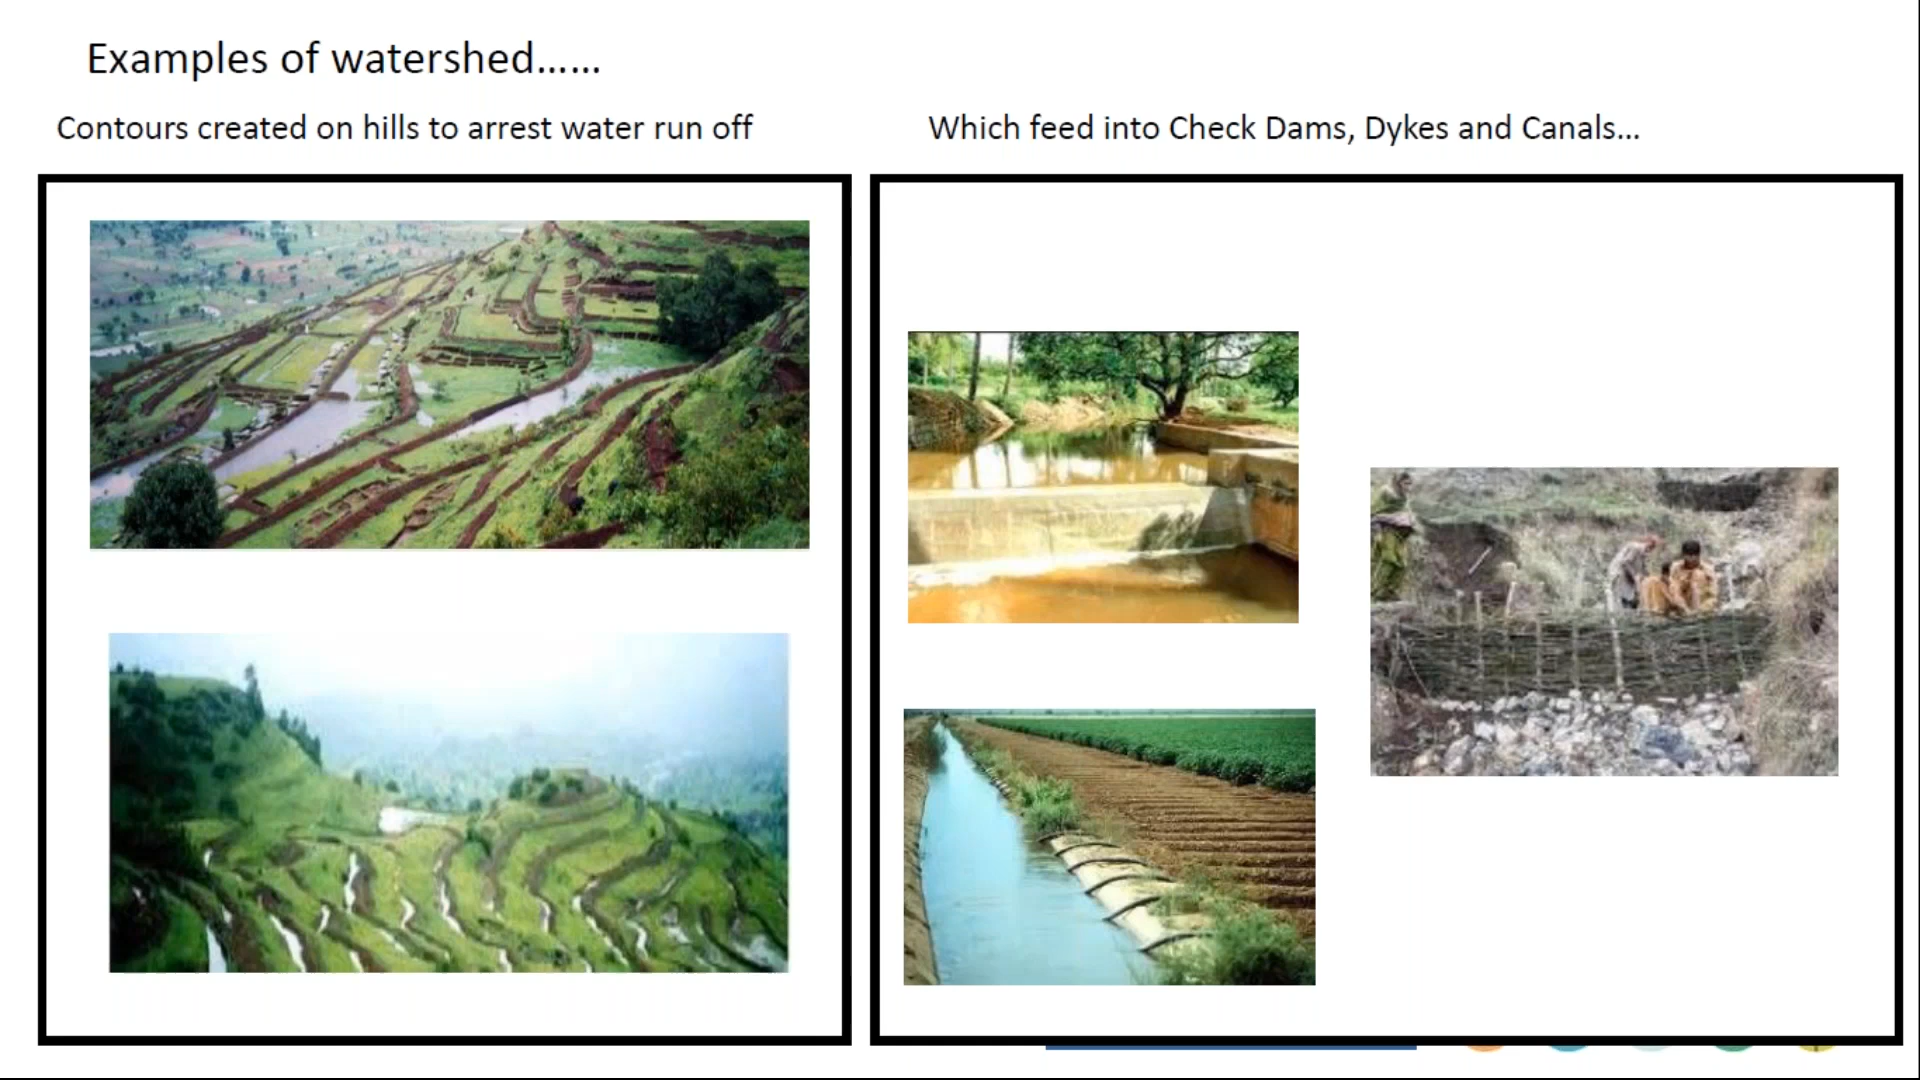 Examples of watershed......
Contours created on hills to arrest water run off
Which feed into Check Dams, Dykes and Canals...